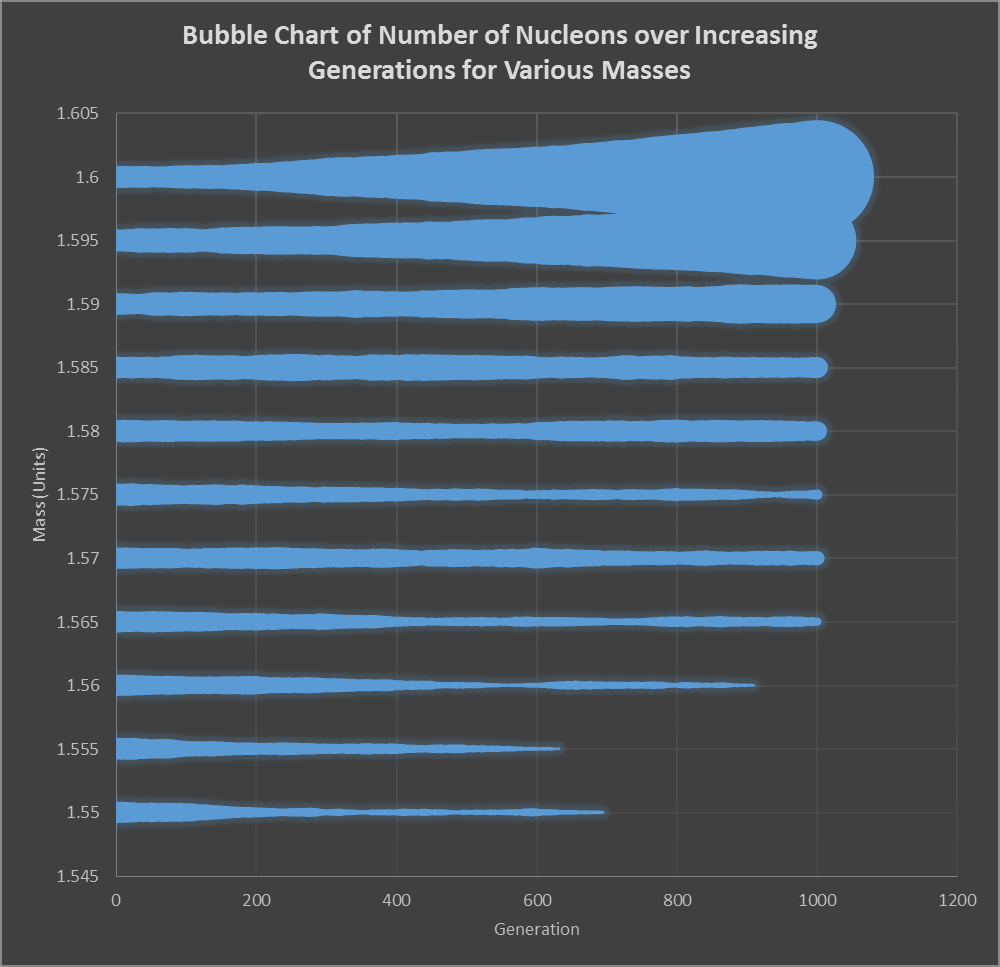 Bubble Chart of Number of Nucleons over Increasing
Generations for Various Masses
1.605
1.6
1.595
1.59
1.585
1.58
1.575
1.57
1.565
1.56
1.555
1.55
1.545
Mass (Units)
0 200 400 600 800 1000 1200
Generation